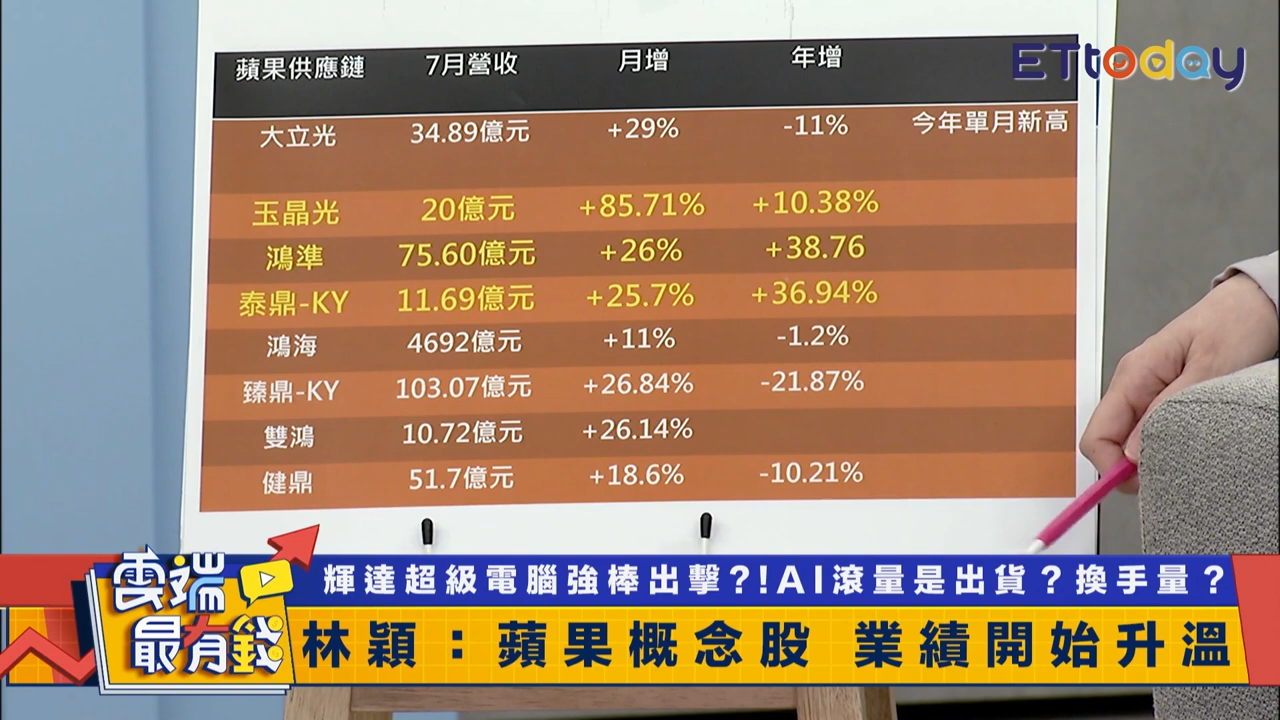 ETtoday
蘋果供應鏈 7月營收 月增 年增
大立光 34.89億元 +29% -11% 今年單月新高
玉晶光 20億元 +85.71% +10.38%
鴻準 75.60億元 +26% +38.76
泰鼎-KY 11.69億元 +25.7% +36.94%
鴻海 4692億元 +11% -1.2%
臻鼎-KY 103.07億元 +26.84% -21.87%
雙鴻 10.72億元 +26.14%
健鼎 51.7億元 +18.6% -10.21%
雲端
最有錢
輝達超級電腦強棒出擊?!AI滾量是出貨？換手量？
林穎：蘋果概念股 業績開始升溫